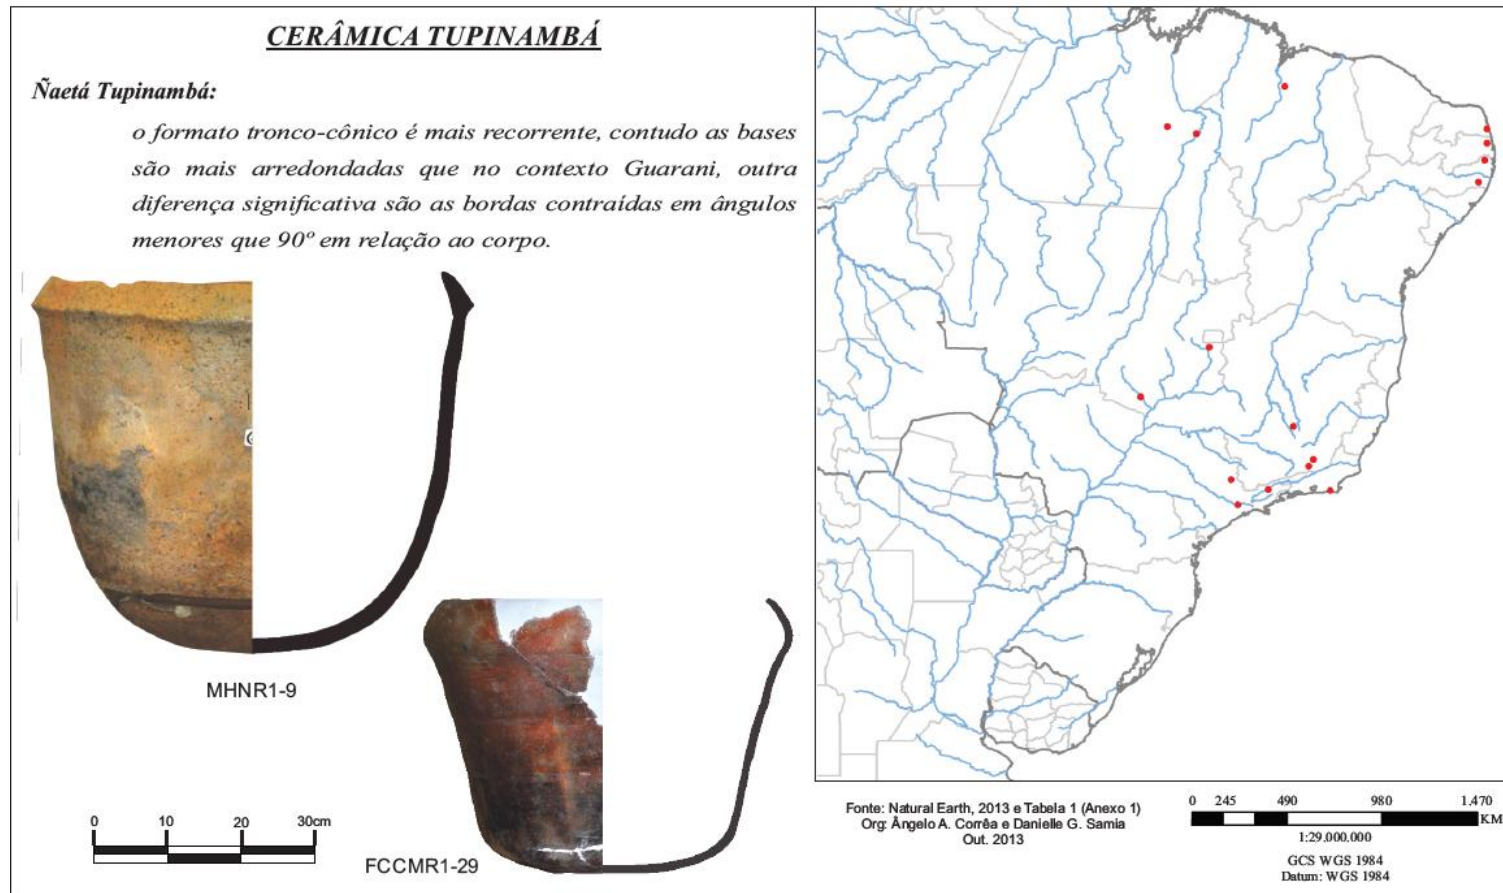 CERÂMICA TUPINAMBÁ
Ñaetá Tupinambá:
o formato tronco-cônico é mais recorrente, contudo as bases
são mais arredondadas que no contexto Guarani, outra
diferença significativa são as bordas contraídas em ângulos
menores que 90º em relação ao corpo.
MHNR1-9
0 10 20 30cm
FCCMR1-29
Fonte: Natural Earth, 2013 e Tabela 1 (Anexo 1)
Org: Ângelo A. Corrêa e Danielle G. Samia
Out. 2013
0 245 490 980 1.470
KM
1:29.000.000
GCS WGS 1984
Datum: WGS 1984